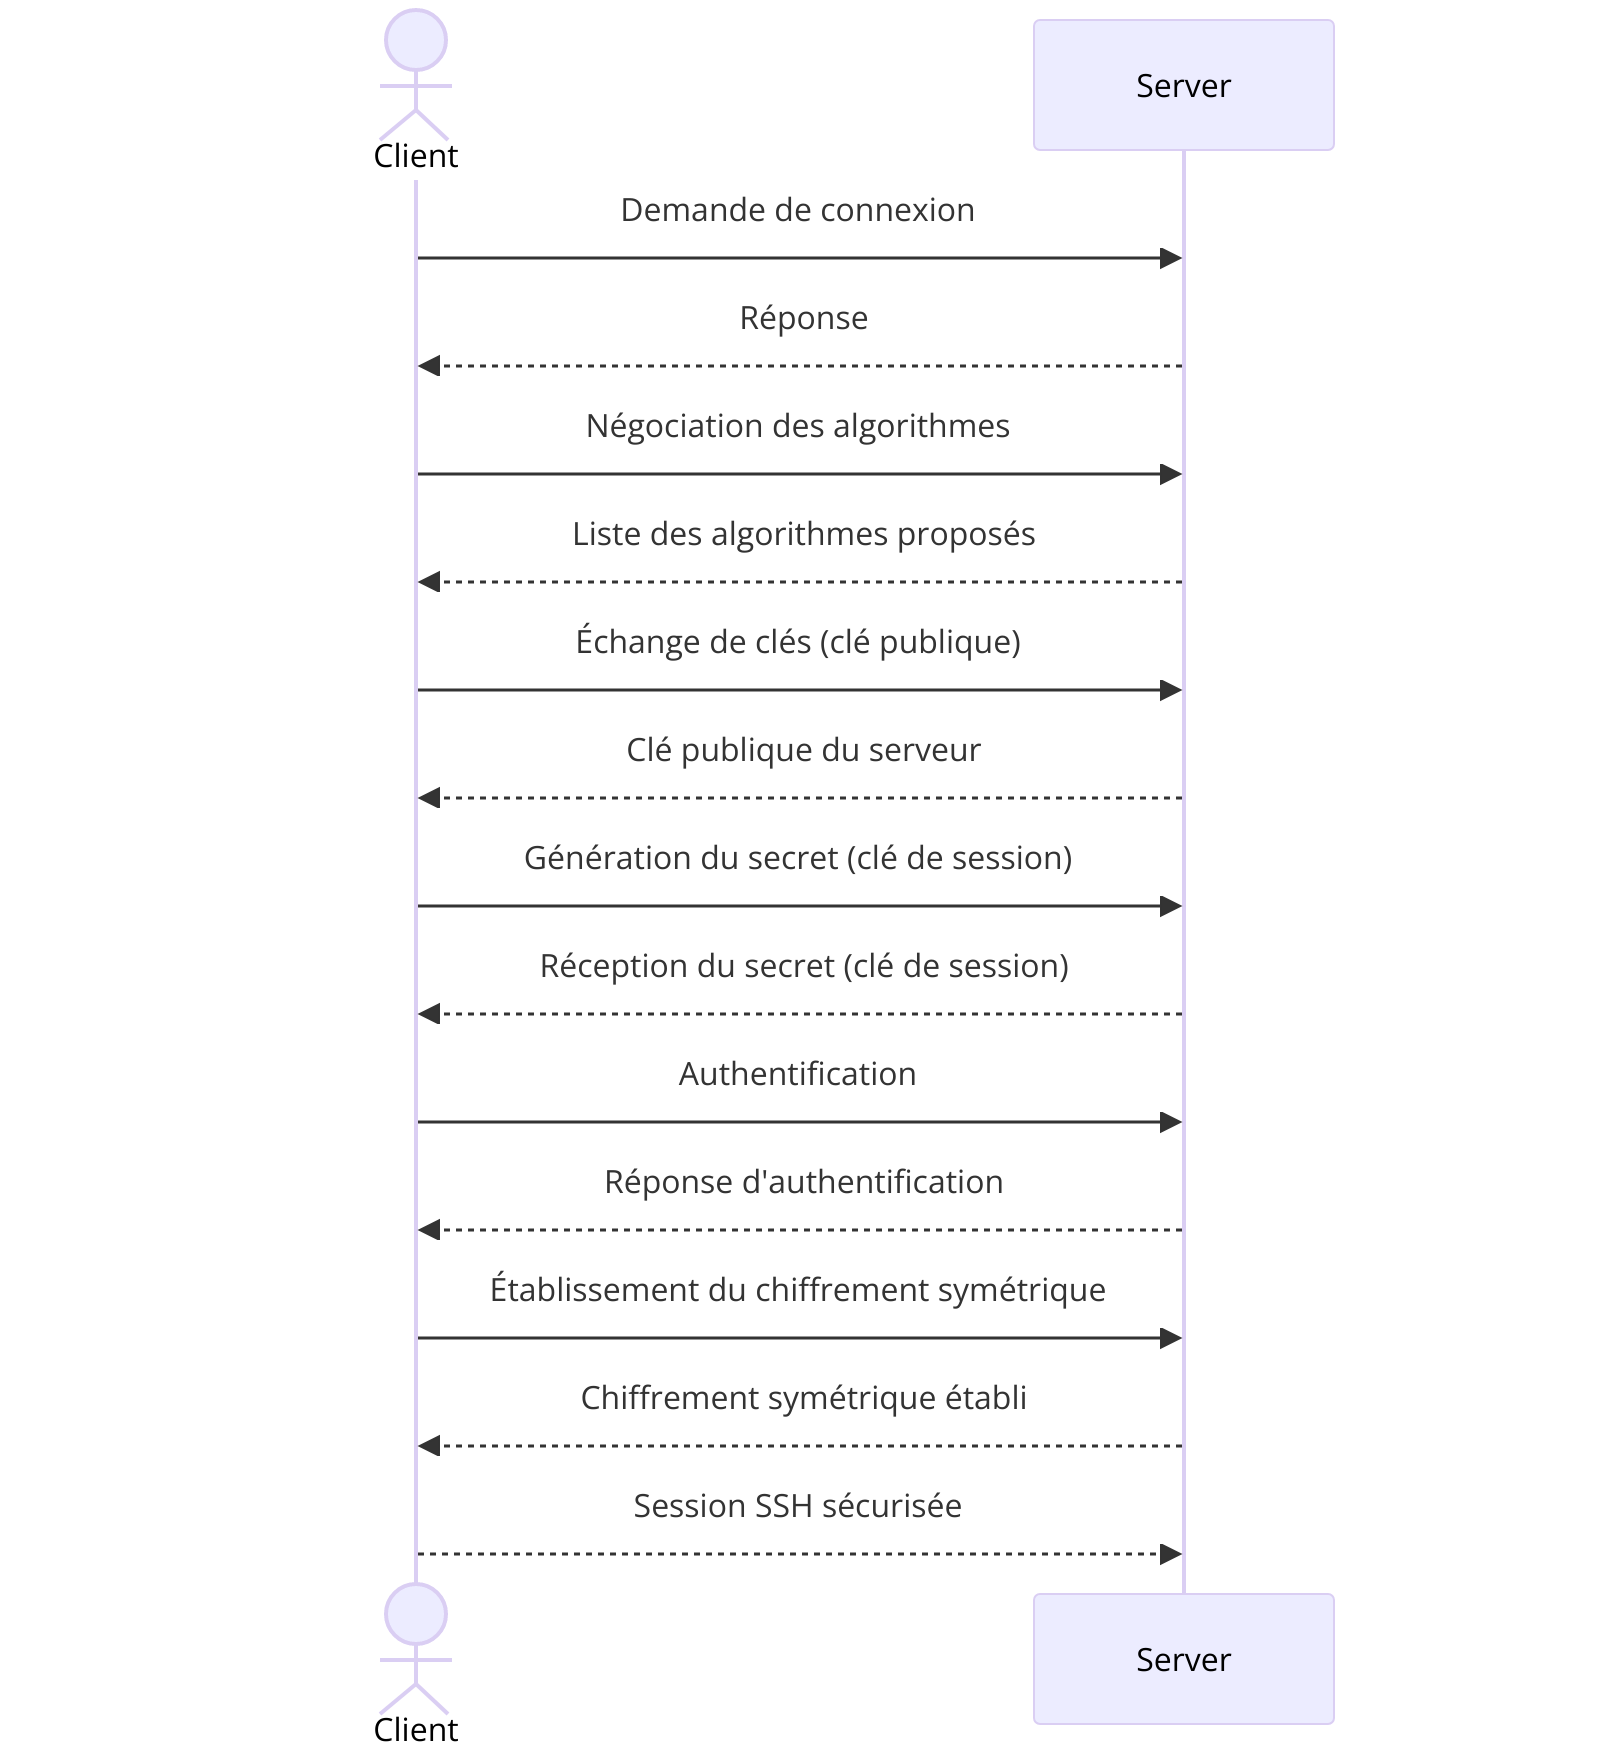 Server
Client
Demande de connexion
Réponse
Négociation des algorithmes
Liste des algorithmes proposés
Échange de clés (clé publique)
Clé publique du serveur
Génération du secret (clé de session)
Réception du secret (clé de session)
Authentification
Réponse d'authentification
Établissement du chiffrement symétrique
Chiffrement symétrique établi
Session SSH sécurisée
Server
Client